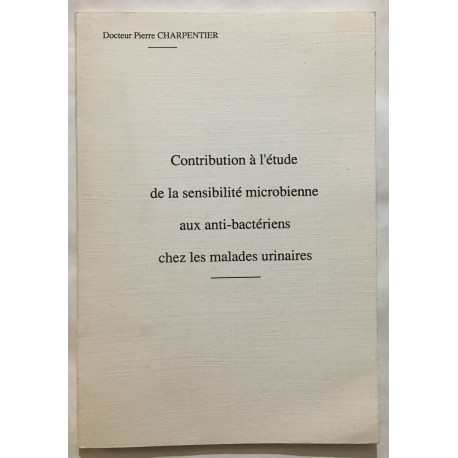 Docteur Pierre CHARPENTIER
Contribution à l'étude
de la sensibilité microbienne
aux anti-bactériens
chez les malades urinaires